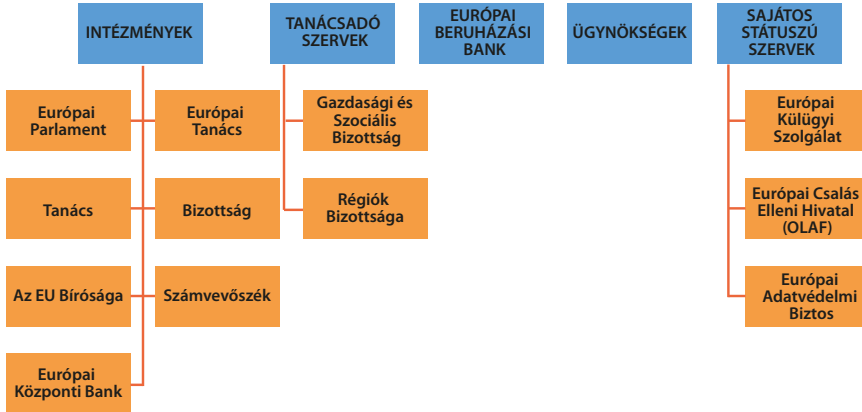 INTÉZMÉNYEK
TANÁCSADÓ
SZERVEK
EURÓPAI
BERUHÁZÁSI
BANK
ÜGYNÖKSÉGEK
SAJÁTOS
STÁTUSZÚ
SZERVEK
Európai
Parlament
Európai
Tanács
Gazdasági és
Szociális
Bizottság
Európai
Külügyi
Szolgálat
Tanács
Bizottság
Régiók
Bizottsága
Európai Csalás
Elleni Hivatal
(OLAF)
Az EU Bírósága
Számvevőszék
Európai
Adatvédelmi
Biztos
Európai
Központi Bank